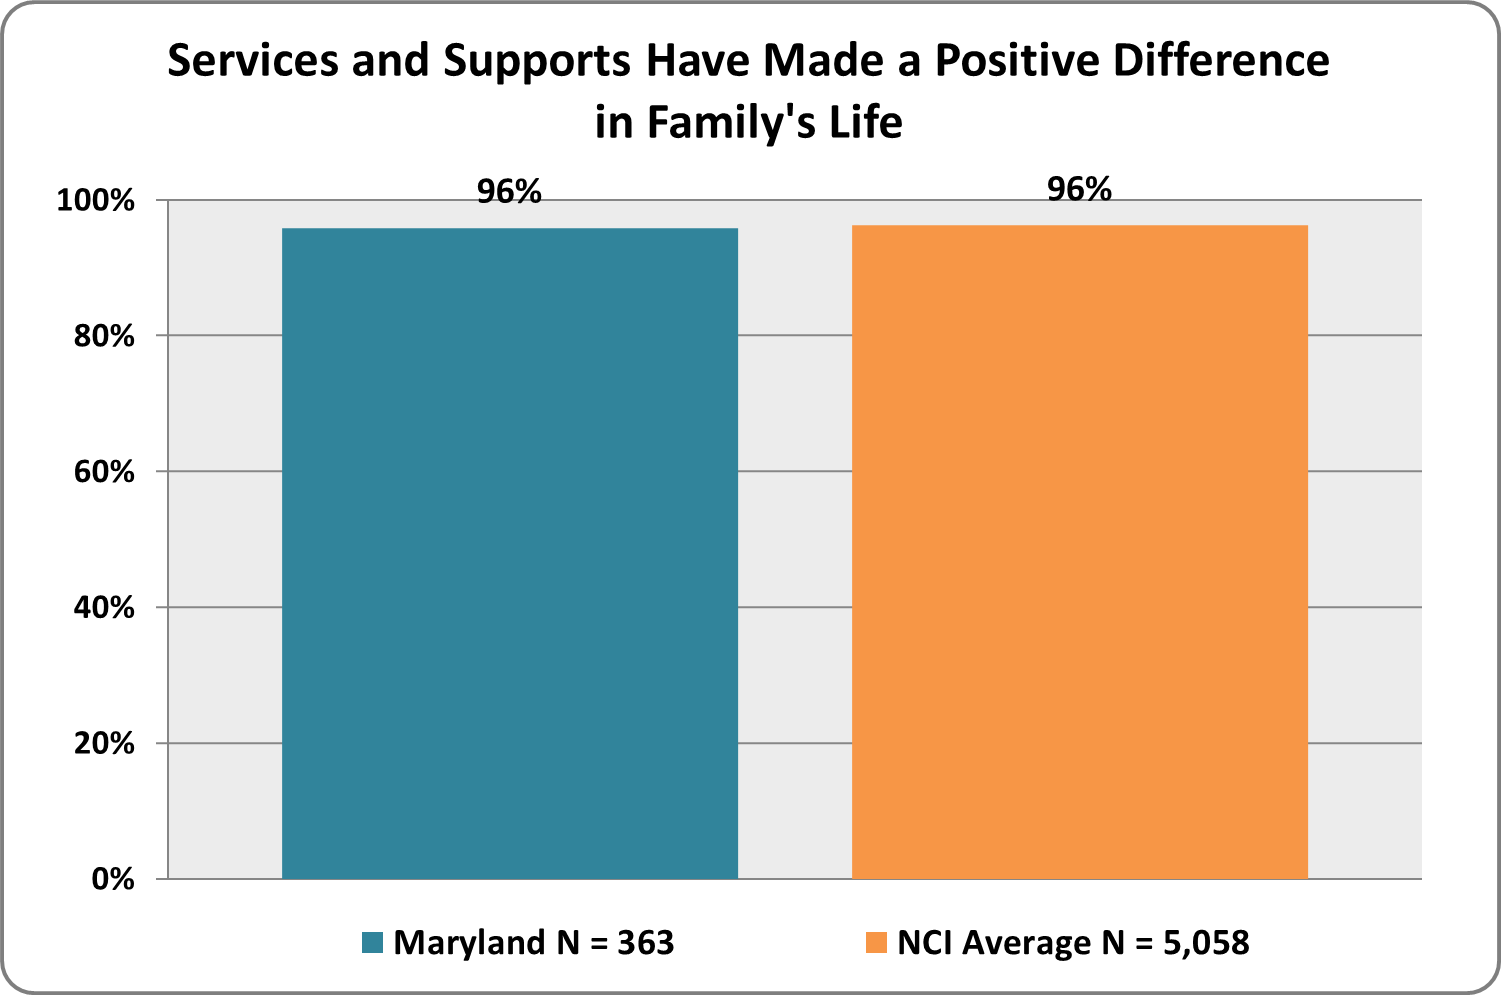 Services and Supports Have Made a Positive Difference
in Family's Life
96%
96%
100%
80%
60%
40%
20%
0%
Maryland N = 363
NCI Average N = 5,058